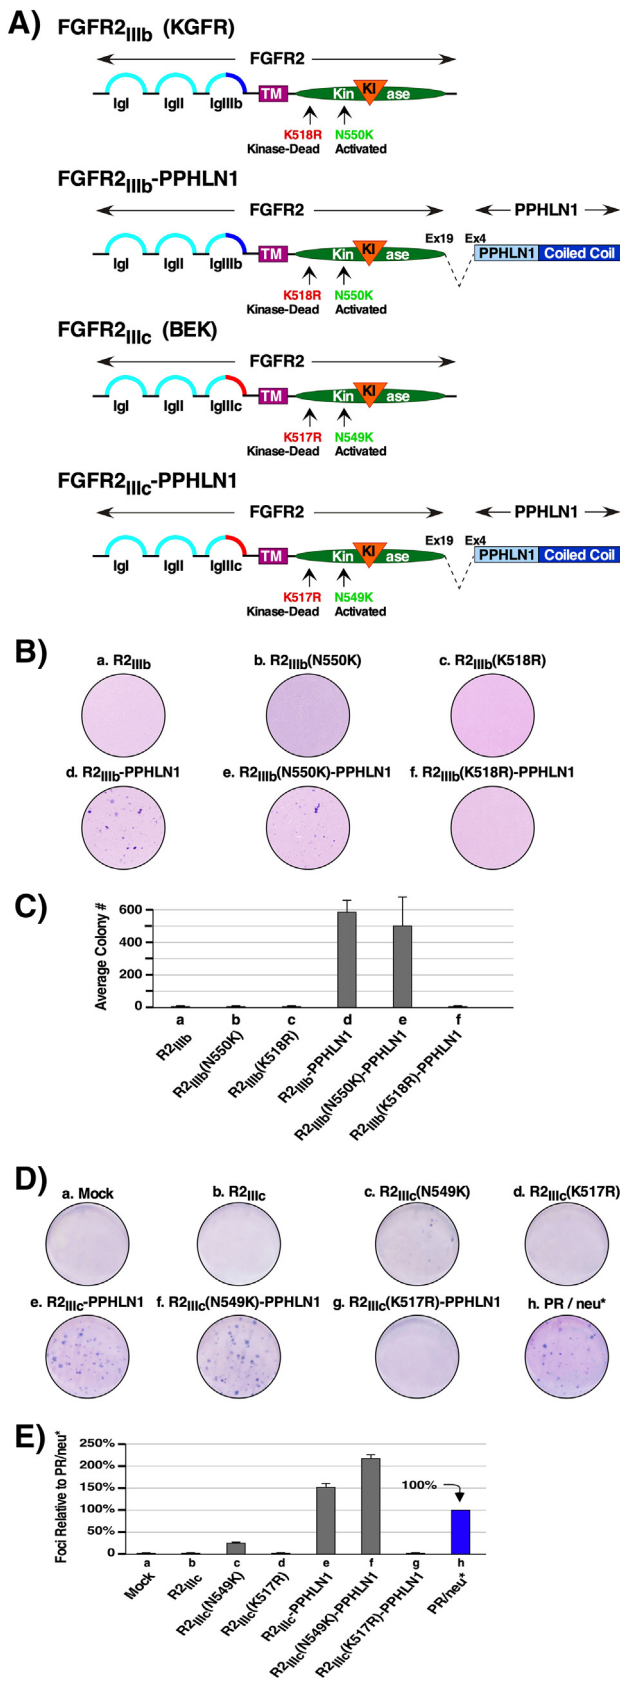 A)
FGFR2IIIb (KGFR)
FGFR2
IgI IgII IgIIIb TM Kin KI ase
K518R N550K
Kinase-Dead Activated
FGFR2IIIb-PPHLN1
FGFR2 PPHLN1
Ex19 Ex4
IgI IgII IgIIIb TM Kin KI ase PPHLN1 Coiled Coil
K518R N550K
Kinase-Dead Activated
FGFR2IIIc (BEK)
FGFR2
IgI IgII IgIIIc TM Kin KI ase
K517R N549K
Kinase-Dead Activated
FGFR2IIIc-PPHLN1
FGFR2 PPHLN1
Ex19 Ex4
IgI IgII IgIIIc TM Kin KI ase PPHLN1 Coiled Coil
K517R N549K
Kinase-Dead Activated
B)
a. R2IIIb b. R2IIIb(N550K) c. R2IIIb(K518R)
d. R2IIIb-PPHLN1 e. R2IIIb(N550K)-PPHLN1 f. R2IIIb(K518R)-PPHLN1
C)
Average Colony #
600
400
200
0
a b c d e f
R2IIIb
R2IIIb(N550K)
R2IIIb(K518R)
R2IIIb-PPHLN1
R2IIIb(N550K)-PPHLN1
R2IIIb(K518R)-PPHLN1
D)
a. Mock b. R2IIIc c. R2IIIc(N549K) d. R2IIIc(K517R)
e. R2IIIc-PPHLN1 f. R2IIIc(N549K)-PPHLN1 g. R2IIIc(K517R)-PPHLN1 h. PR / neu*
E)
Foci Relative to PR/neu*
250%
200%
150%
100%
50%
0
100%
a b c d e f g h
Mock
R2IIIc
R2IIIc(N549K)
R2IIIc(K517R)
R2IIIc-PPHLN1
R2IIIc(N549K)-PPHLN1
R2IIIc(K517R)-PPHLN1
PR/neu*